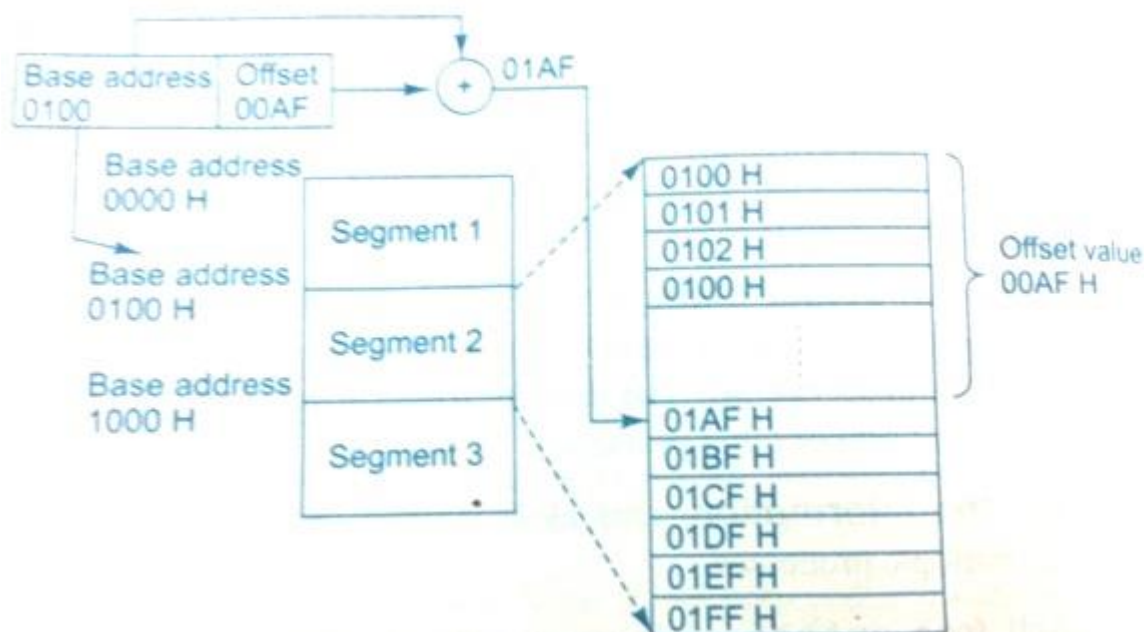 01AF
Base address Offset
0100 00AF
+
Base address
0000 H
Segment 1
Base address
0100 H
Segment 2
Base address
1000 H
Segment 3
0100 H
0101 H
0102 H
0100 H
Offset value
00AF H
01AF H
01BF H
01CF H
01DF H
01EF H
01FF H